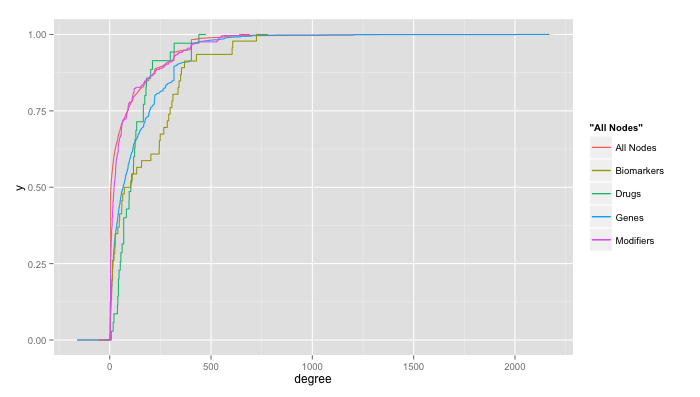 1.00
0.75
0.50
0.25
0.00
y
0
500
1000
1500
2000
degree
"All Nodes"
All Nodes
Biomarkers
Drugs
Genes
Modifiers